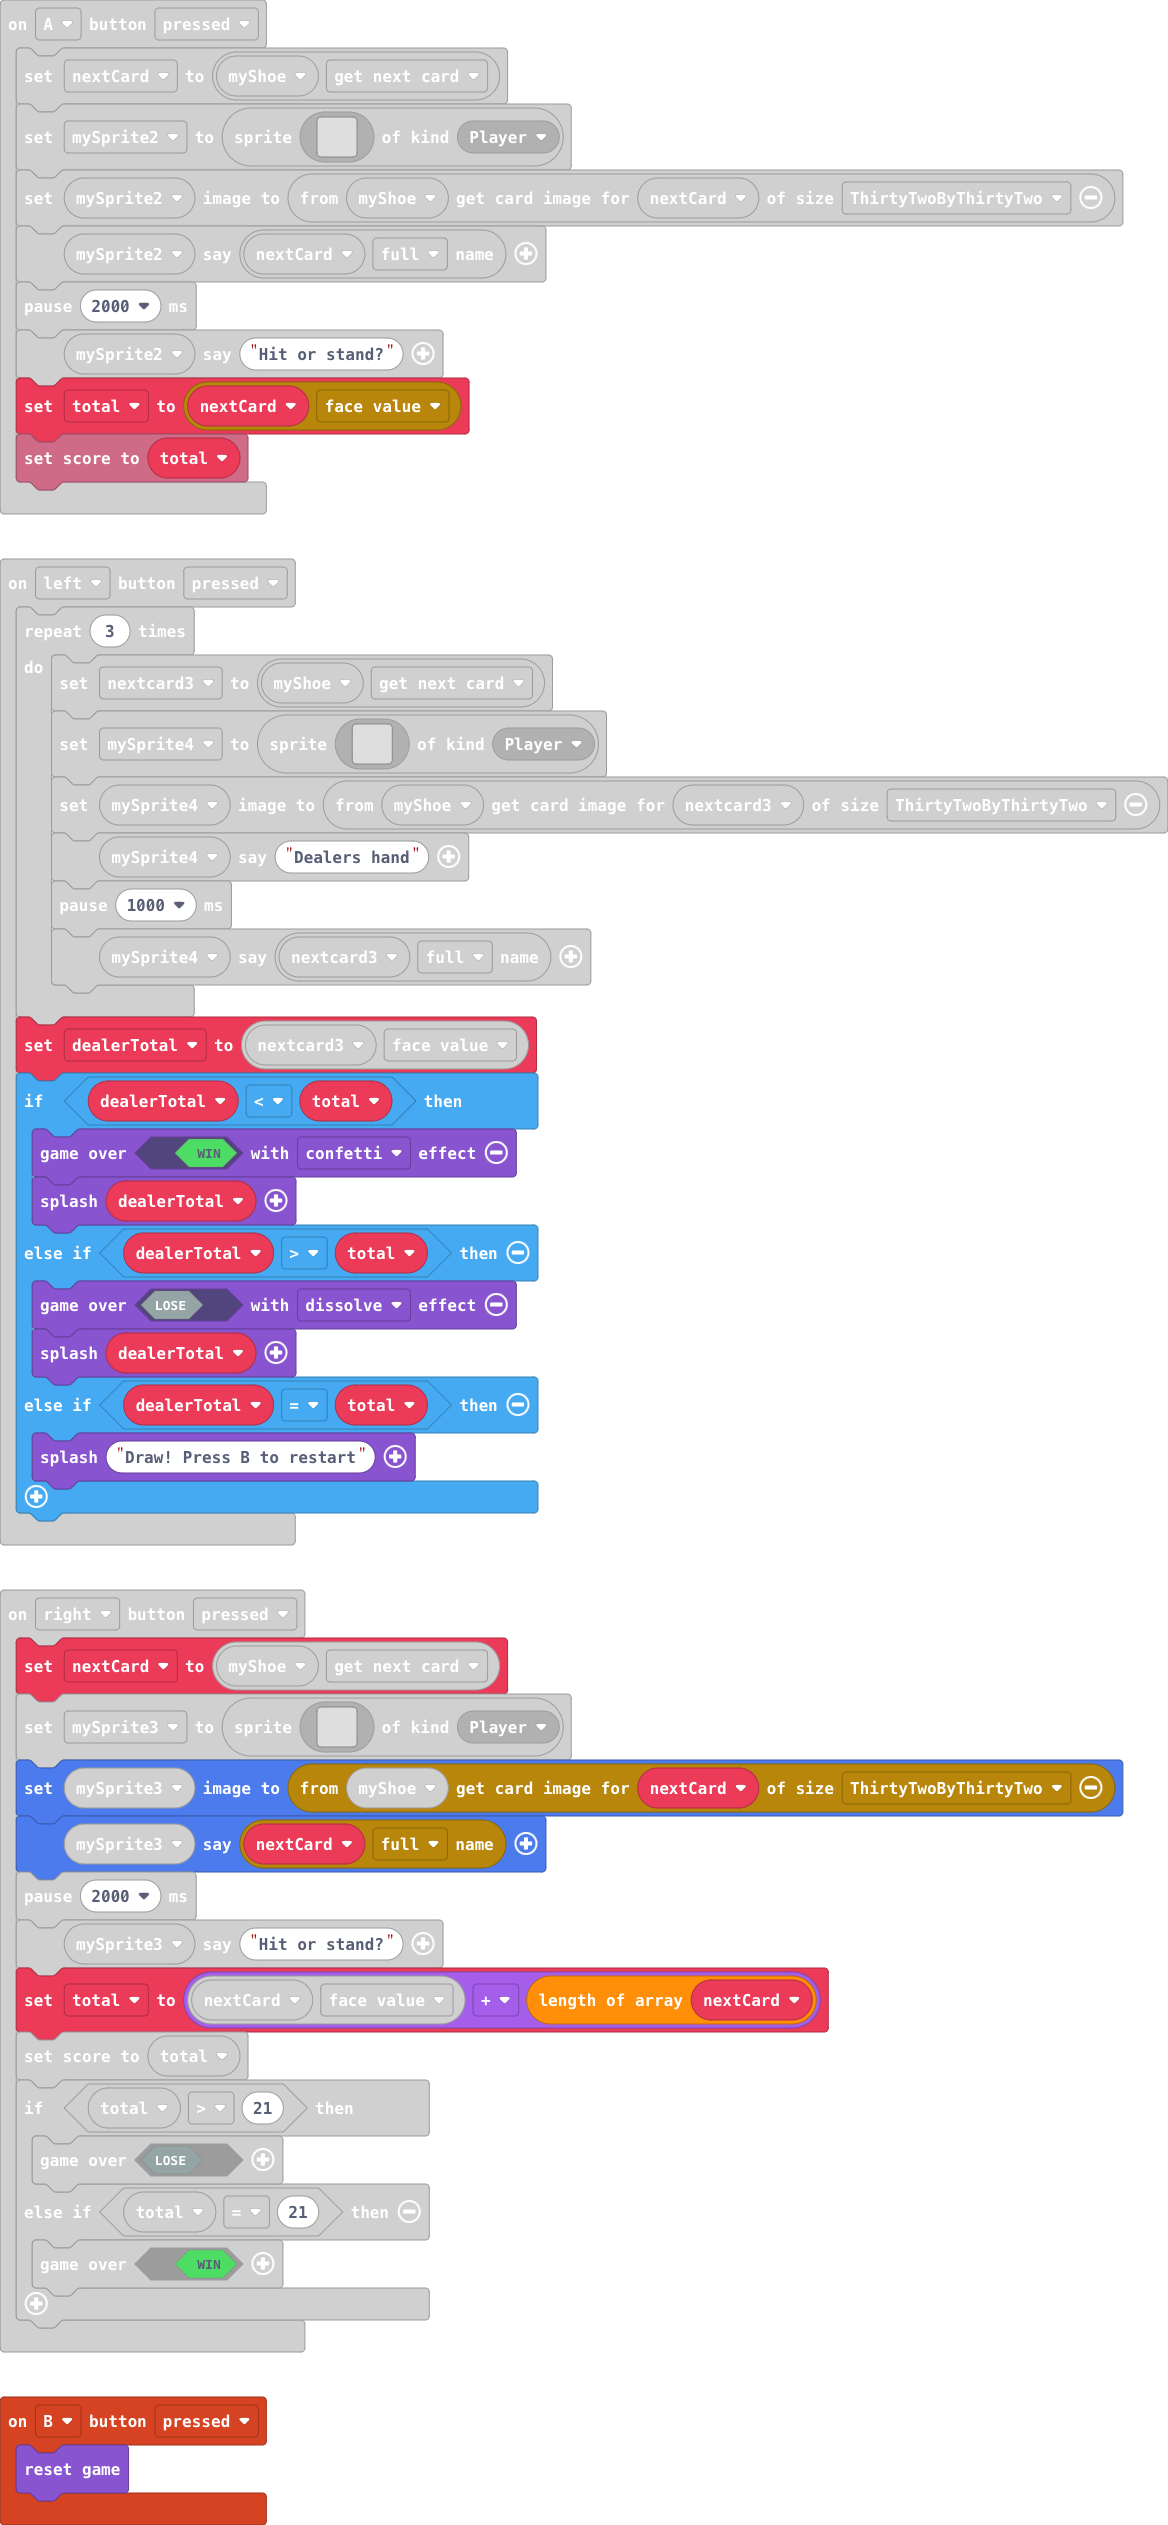 on A button pressed
set nextCard to myShoe get next card
set mySprite2 to sprite of kind Player
set mySprite2 image to from myShoe get card image for nextCard of size ThirtyTwoByThirtyTwo
mySprite2 say nextCard full name
pause 2000 ms
mySprite2 say "Hit or stand?"
set total to nextCard face value
set score to total
on left button pressed
repeat 3 times
do
set nextcard3 to myShoe get next card
set mySprite4 to sprite of kind Player
set mySprite4 image to from myShoe get card image for nextcard3 of size ThirtyTwoByThirtyTwo
mySprite4 say "Dealers hand"
pause 1000 ms
mySprite4 say nextcard3 full name
set dealerTotal to nextcard3 face value
if dealerTotal < total then
game over WIN with confetti effect
splash dealerTotal
else if dealerTotal > total then
game over LOSE with dissolve effect
splash dealerTotal
else if dealerTotal = total then
splash "Draw! Press B to restart"
on right button pressed
set nextCard to myShoe get next card
set mySprite3 to sprite of kind Player
set mySprite3 image to from myShoe get card image for nextCard of size ThirtyTwoByThirtyTwo
mySprite3 say nextCard full name
pause 2000 ms
mySprite3 say "Hit or stand?"
set total to nextCard face value + length of array nextCard
set score to total
if total > 21 then
game over LOSE
else if total = 21 then
game over WIN
on B button pressed
reset game